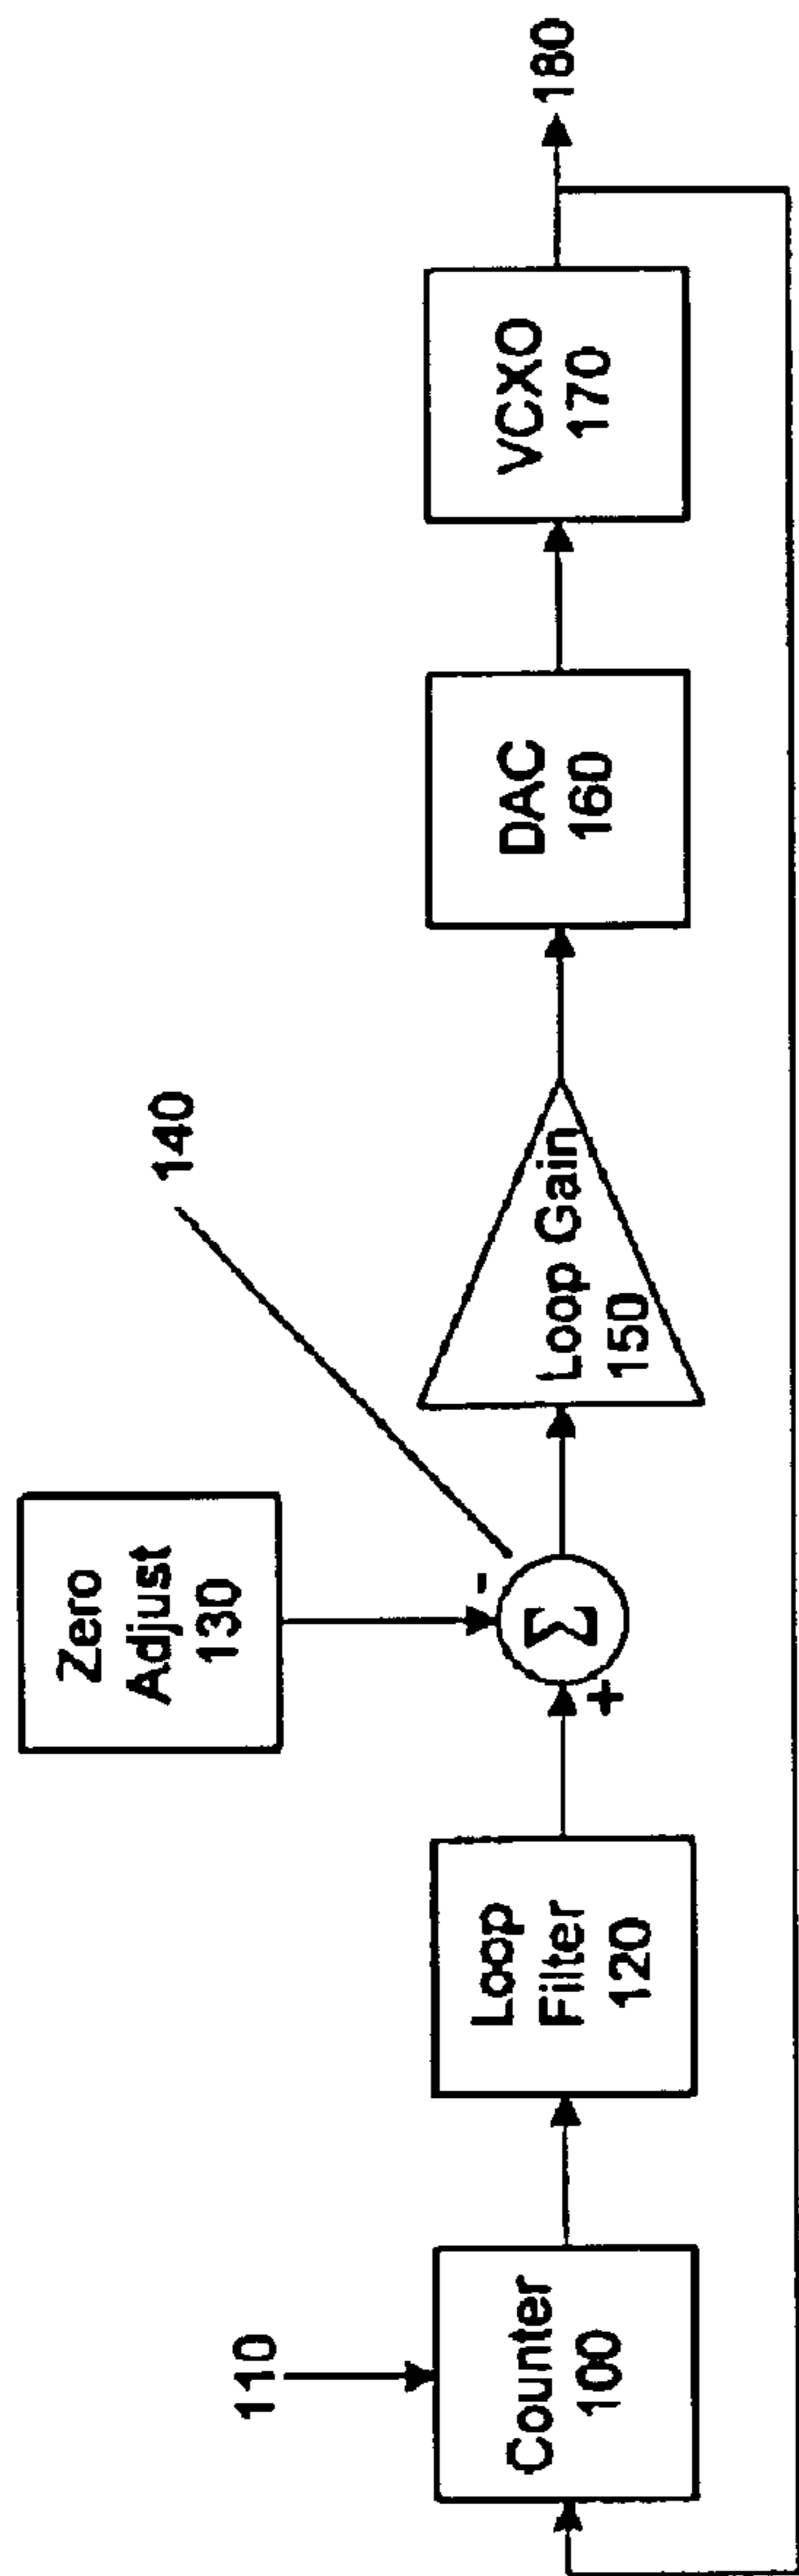 110
Counter
100
Loop
Filter
120
Zero
Adjust
130
-
+
Σ
140
Loop Gain
150
DAC
160
VCXO
170
180